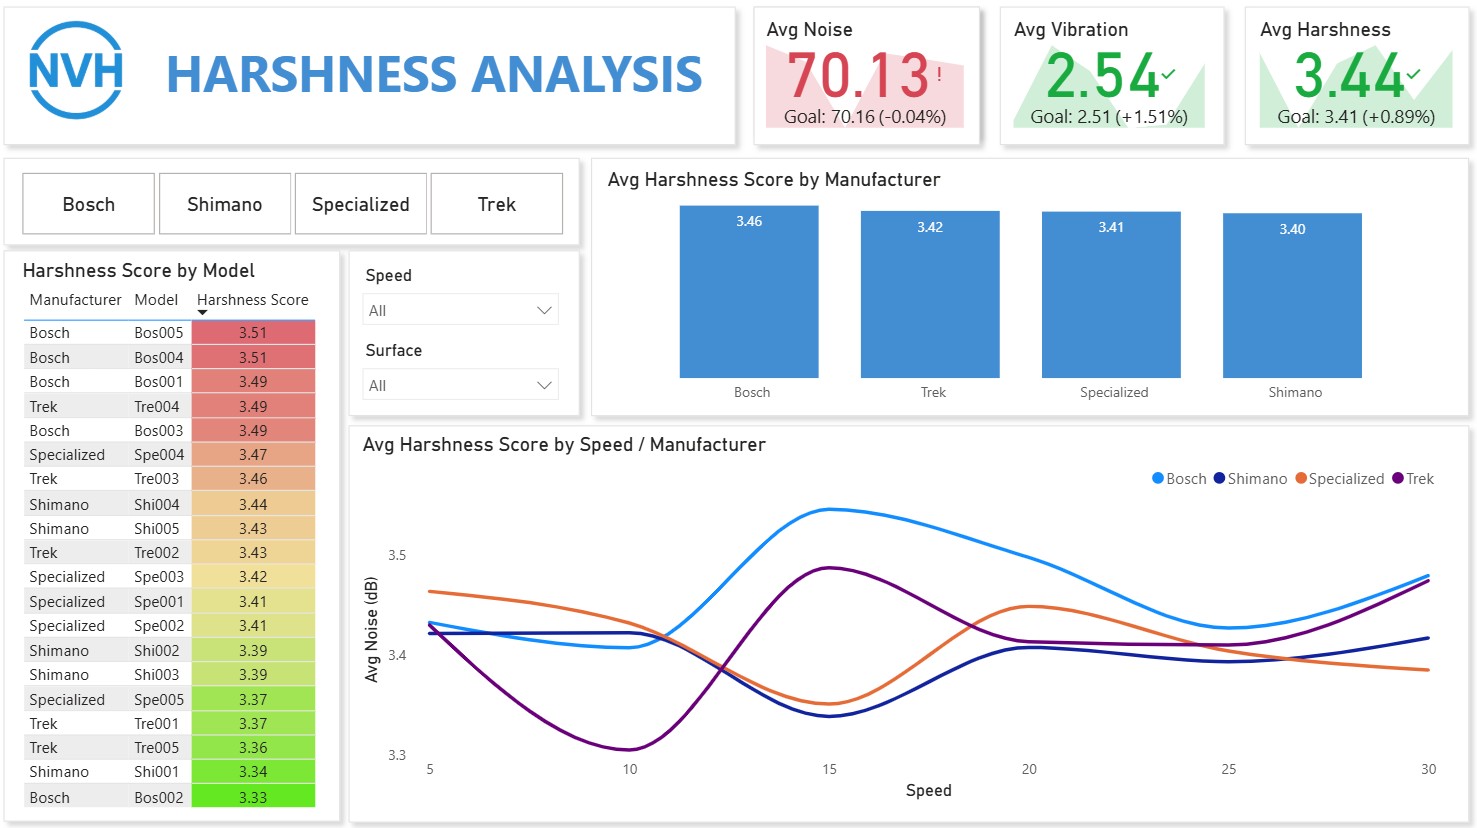 NVH
HARSHNESS ANALYSIS
Avg Noise
70.13!
Goal: 70.16 (-0.04%)
Avg Vibration
2.54
Goal: 2.51 (+1.51%)
Avg Harshness
3.44
Goal: 3.41 (+0.89%)
Bosch Shimano Specialized Trek
Harshness Score by Model
Manufacturer Model Harshness Score
Bosch Bos005 3.51
Bosch Bos004 3.51
Bosch Bos001 3.49
Trek Tre004 3.49
Bosch Bos003 3.49
Specialized Spe004 3.47
Trek Tre003 3.46
Shimano Shi004 3.44
Shimano Shi005 3.43
Trek Tre002 3.43
Specialized Spe003 3.42
Specialized Spe001 3.41
Specialized Spe002 3.41
Shimano Shi002 3.39
Shimano Shi003 3.39
Specialized Spe005 3.37
Trek Tre001 3.37
Trek Tre005 3.36
Shimano Shi001 3.34
Bosch Bos002 3.33
Speed
All
Surface
All
Avg Harshness Score by Manufacturer
3.46 3.42 3.41 3.40
Bosch Trek Specialized Shimano
Avg Harshness Score by Speed / Manufacturer
Bosch Shimano Specialized Trek
Avg Noise (dB)
3.5
3.4
3.3
5 10 15 20 25 30
Speed